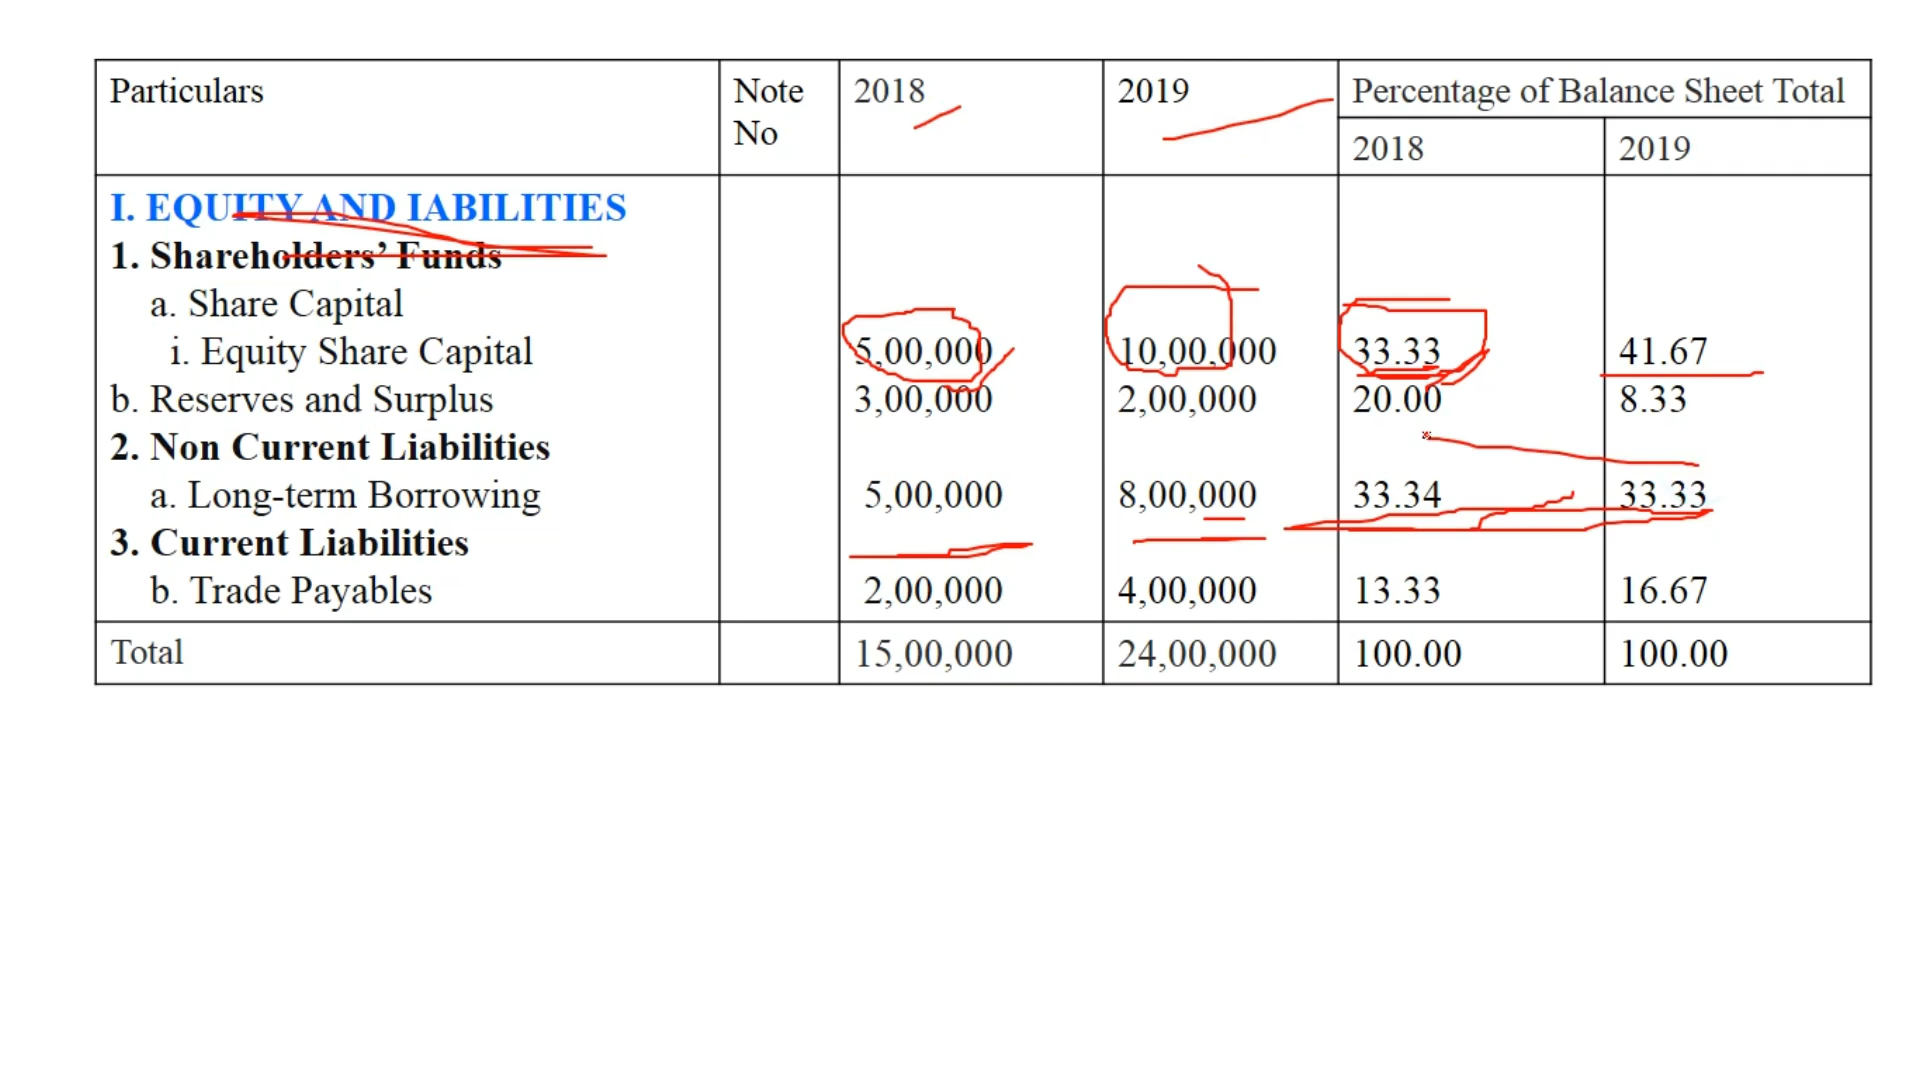 Particulars Note No 2018 2019 Percentage of Balance Sheet Total
2018 2019
I. EQUITY AND IABILITIES
1. Shareholders' Funds
a. Share Capital
i. Equity Share Capital 5,00,000 10,00,000 33.33 41.67
b. Reserves and Surplus 3,00,000 2,00,000 20.00 8.33
2. Non Current Liabilities
a. Long-term Borrowing 5,00,000 8,00,000 33.34 33.33
3. Current Liabilities
b. Trade Payables 2,00,000 4,00,000 13.33 16.67
Total 15,00,000 24,00,000 100.00 100.00